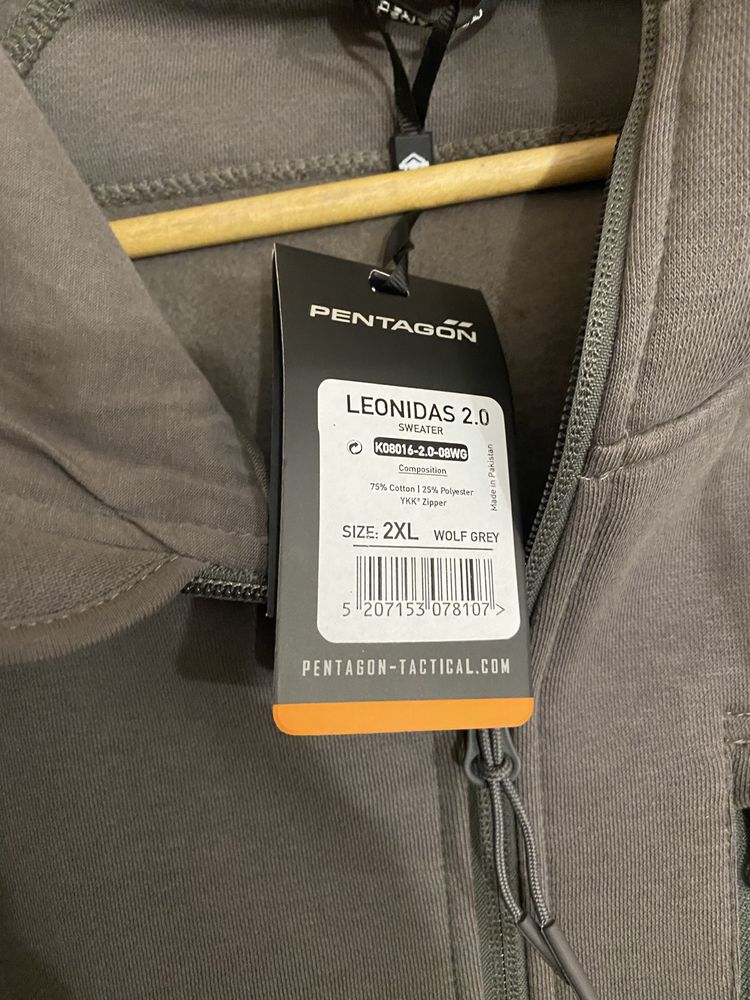 PENTAGON
LEONIDAS 2.0
SWEATER
K08016-2.0-08WG
Composition
75% Cotton | 25% Polyester
YKK® Zipper
Made in Pakistan
SIZE: 2XL WOLF GREY
5 207153 078107 >
PENTAGON-TACTICAL.COM